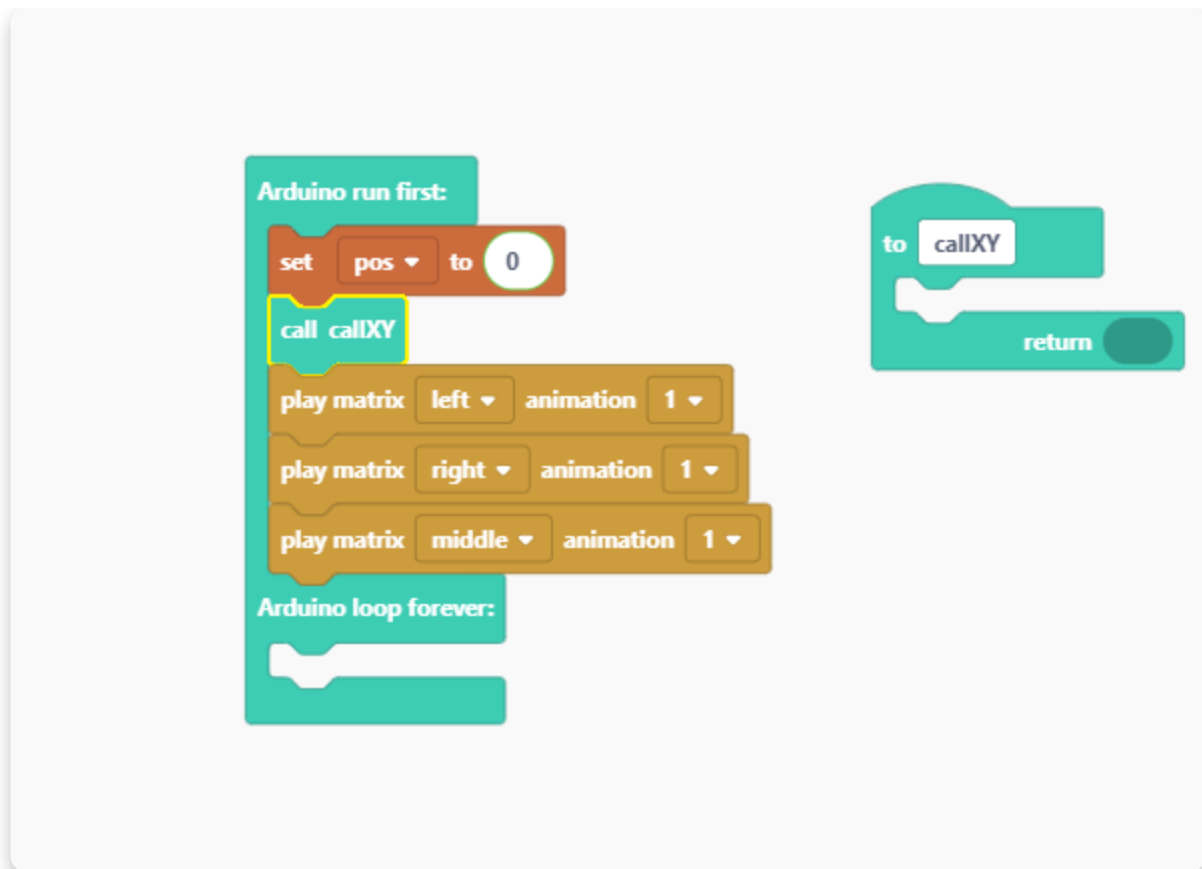 Arduino run first:
set pos to 0
call callXY
play matrix left animation 1
play matrix right animation 1
play matrix middle animation 1
Arduino loop forever:
to callXY
return